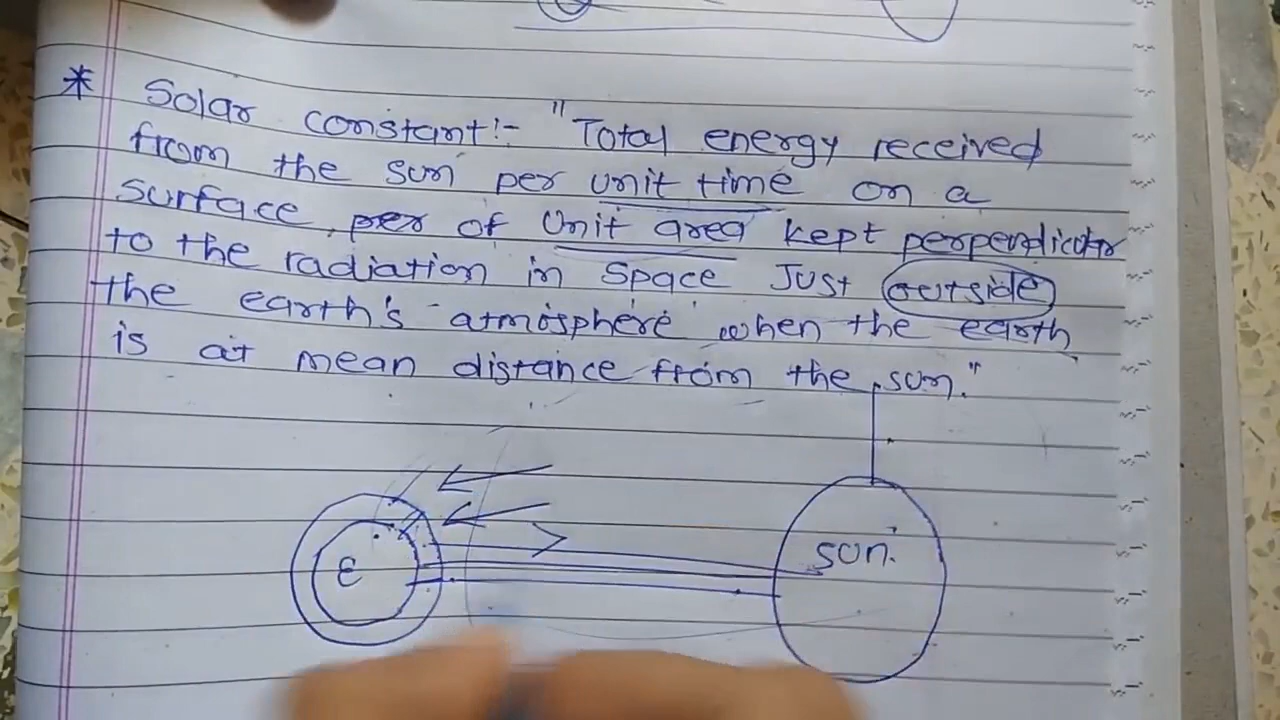 * Solar constant:- "Total energy received
from the sun per unit time on a
surface per of unit area kept perpendicular
to the radiation in space Just outside
the earth's atmosphere when the earth
is at mean distance from the sun."
E
sun.